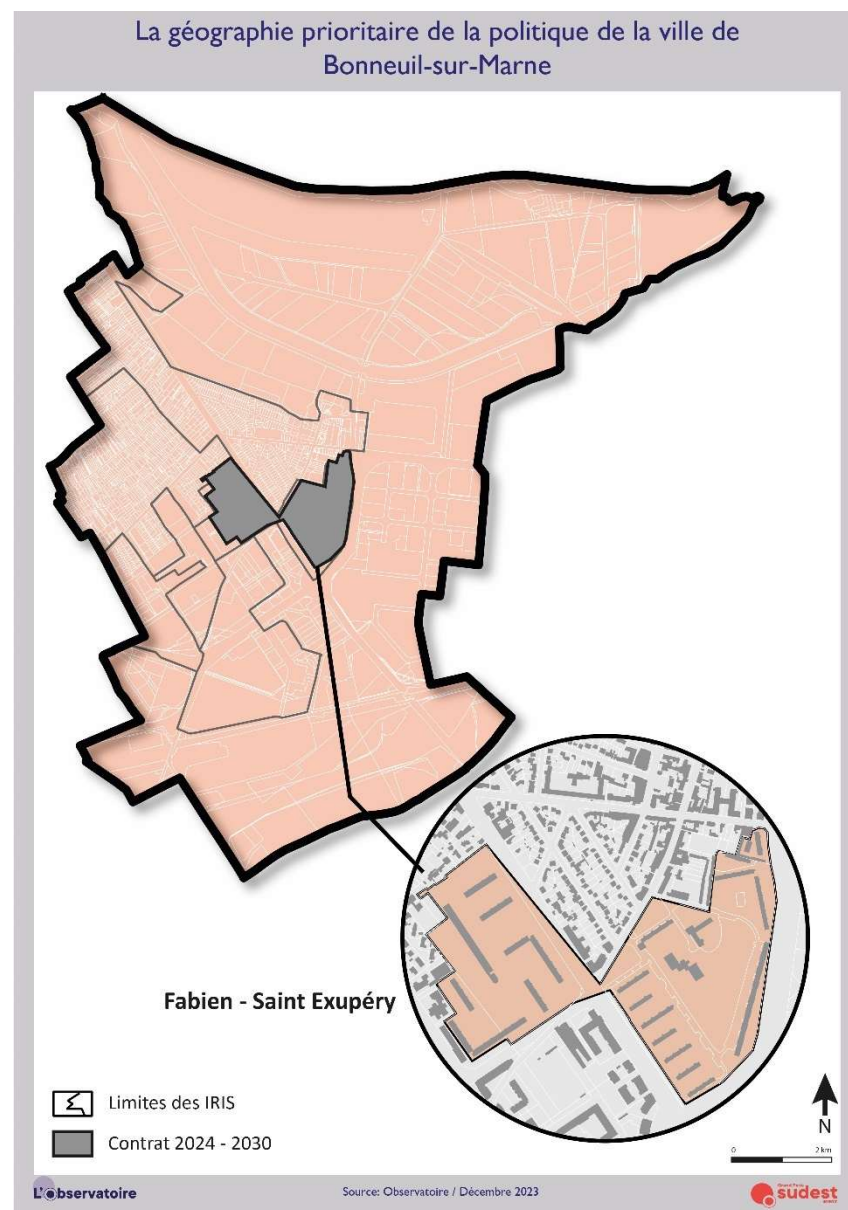 La géographie prioritaire de la politique de la ville de
Bonneuil-sur-Marne
Fabien - Saint Exupéry
Limites des IRIS
Contrat 2024 - 2030
N
0 2 km
L'Observatoire
Source: Observatoire / Décembre 2023
sudest